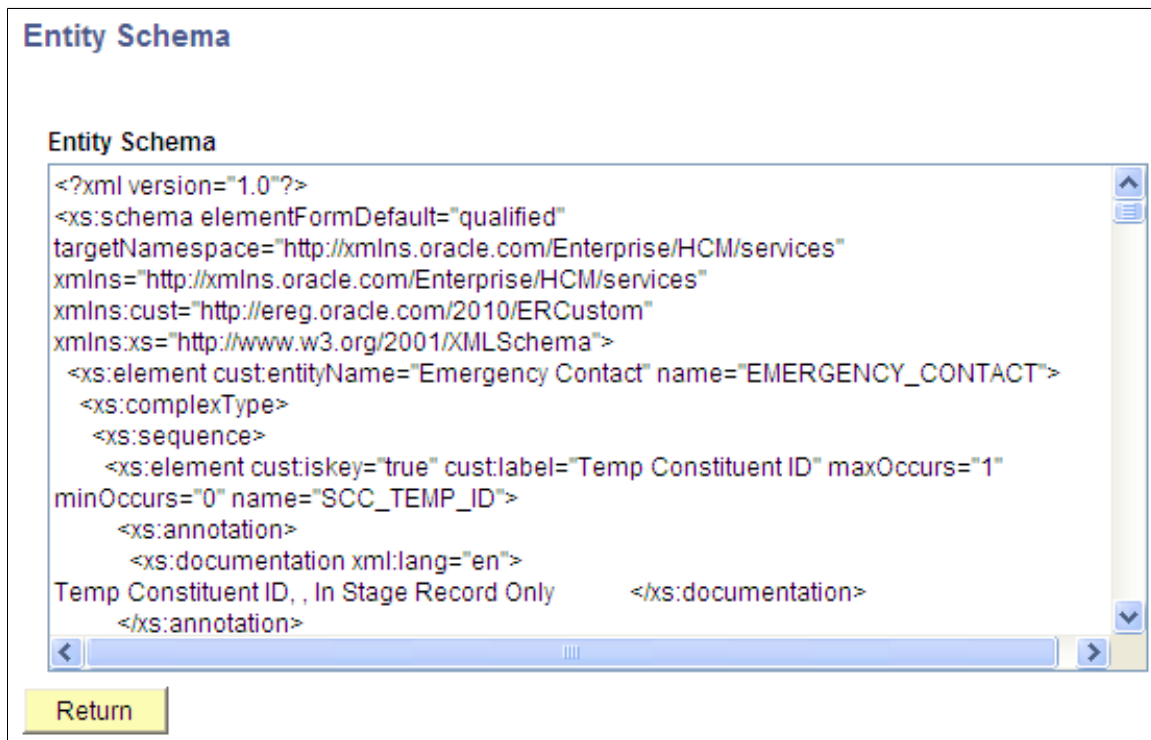 Entity Schema
Entity Schema
<?xml version="1.0"?>
<xs:schema elementFormDefault="qualified"
targetNamespace="http://xmlns.oracle.com/Enterprise/HCM/services"
xmlns="http://xmlns.oracle.com/Enterprise/HCM/services"
xmlns:cust="http://ereg.oracle.com/2010/ERCustom"
xmlns:xs="http://www.w3.org/2001/XMLSchema">
<xs:element cust:entityName="Emergency Contact" name="EMERGENCY_CONTACT">
<xs:complexType>
<xs:sequence>
<xs:element cust:iskey="true" cust:label="Temp Constituent ID" maxOccurs="1"
minOccurs="0" name="SCC_TEMP_ID">
<xs:annotation>
<xs:documentation xml:lang="en">
Temp Constituent ID, , In Stage Record Only </xs:documentation>
</xs:annotation>
Return